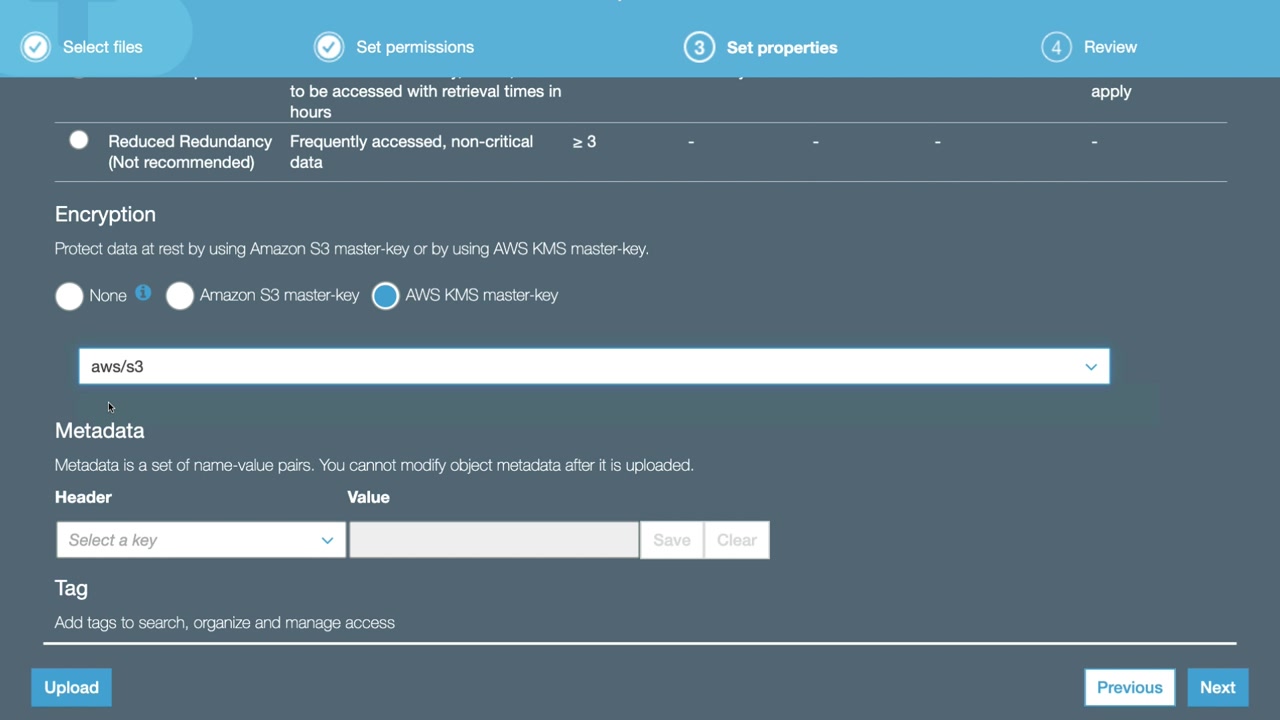 Select files
Set permissions
3 Set properties
4 Review
to be accessed with retrieval times in
hours
apply
Reduced Redundancy
(Not recommended)
Frequently accessed, non-critical
data
≥ 3
-
-
-
-
Encryption
Protect data at rest by using Amazon S3 master-key or by using AWS KMS master-key.
None
Amazon S3 master-key
AWS KMS master-key
aws/s3
Metadata
Metadata is a set of name-value pairs. You cannot modify object metadata after it is uploaded.
Header
Value
Select a key
Save
Clear
Tag
Add tags to search, organize and manage access
Upload
Previous
Next